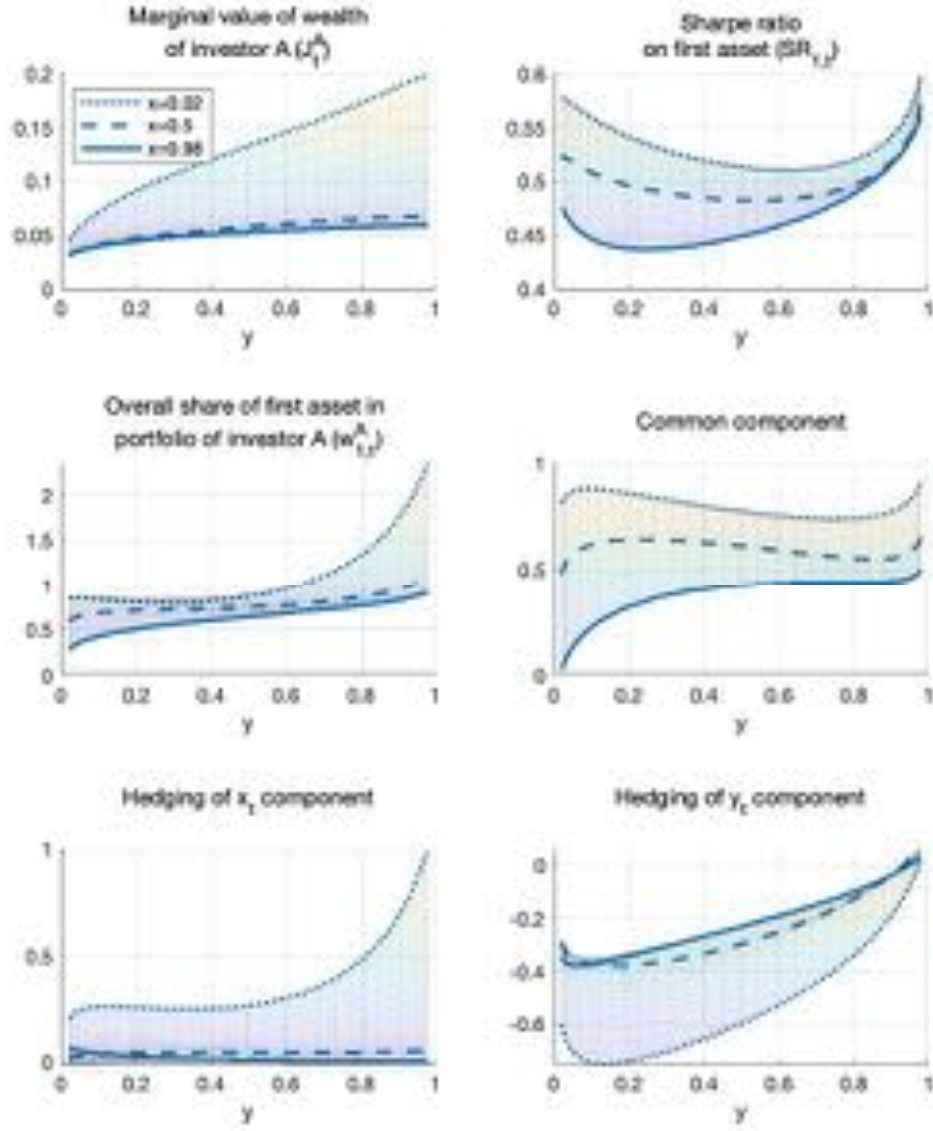 Marginal value of wealth
of investor A (J_t^A)
0.2
0.15
0.1
0.05
0
x=0.02
x=0.5
x=0.98
0 0.2 0.4 0.6 0.8 1
y
Sharpe ratio
on first asset (SR_{1,t})
0.6
0.55
0.5
0.45
0.4
0 0.2 0.4 0.6 0.8 1
y
Overall share of first asset in
portfolio of investor A (w_{1,t}^A)
2
1.5
1
0.5
0
0 0.2 0.4 0.6 0.8 1
y
Common component
1
0.5
0
0 0.2 0.4 0.6 0.8 1
y
Hedging of x_t component
1
0.5
0
0 0.2 0.4 0.6 0.8 1
y
Hedging of y_t component
0
-0.2
-0.4
-0.6
0 0.2 0.4 0.6 0.8 1
y